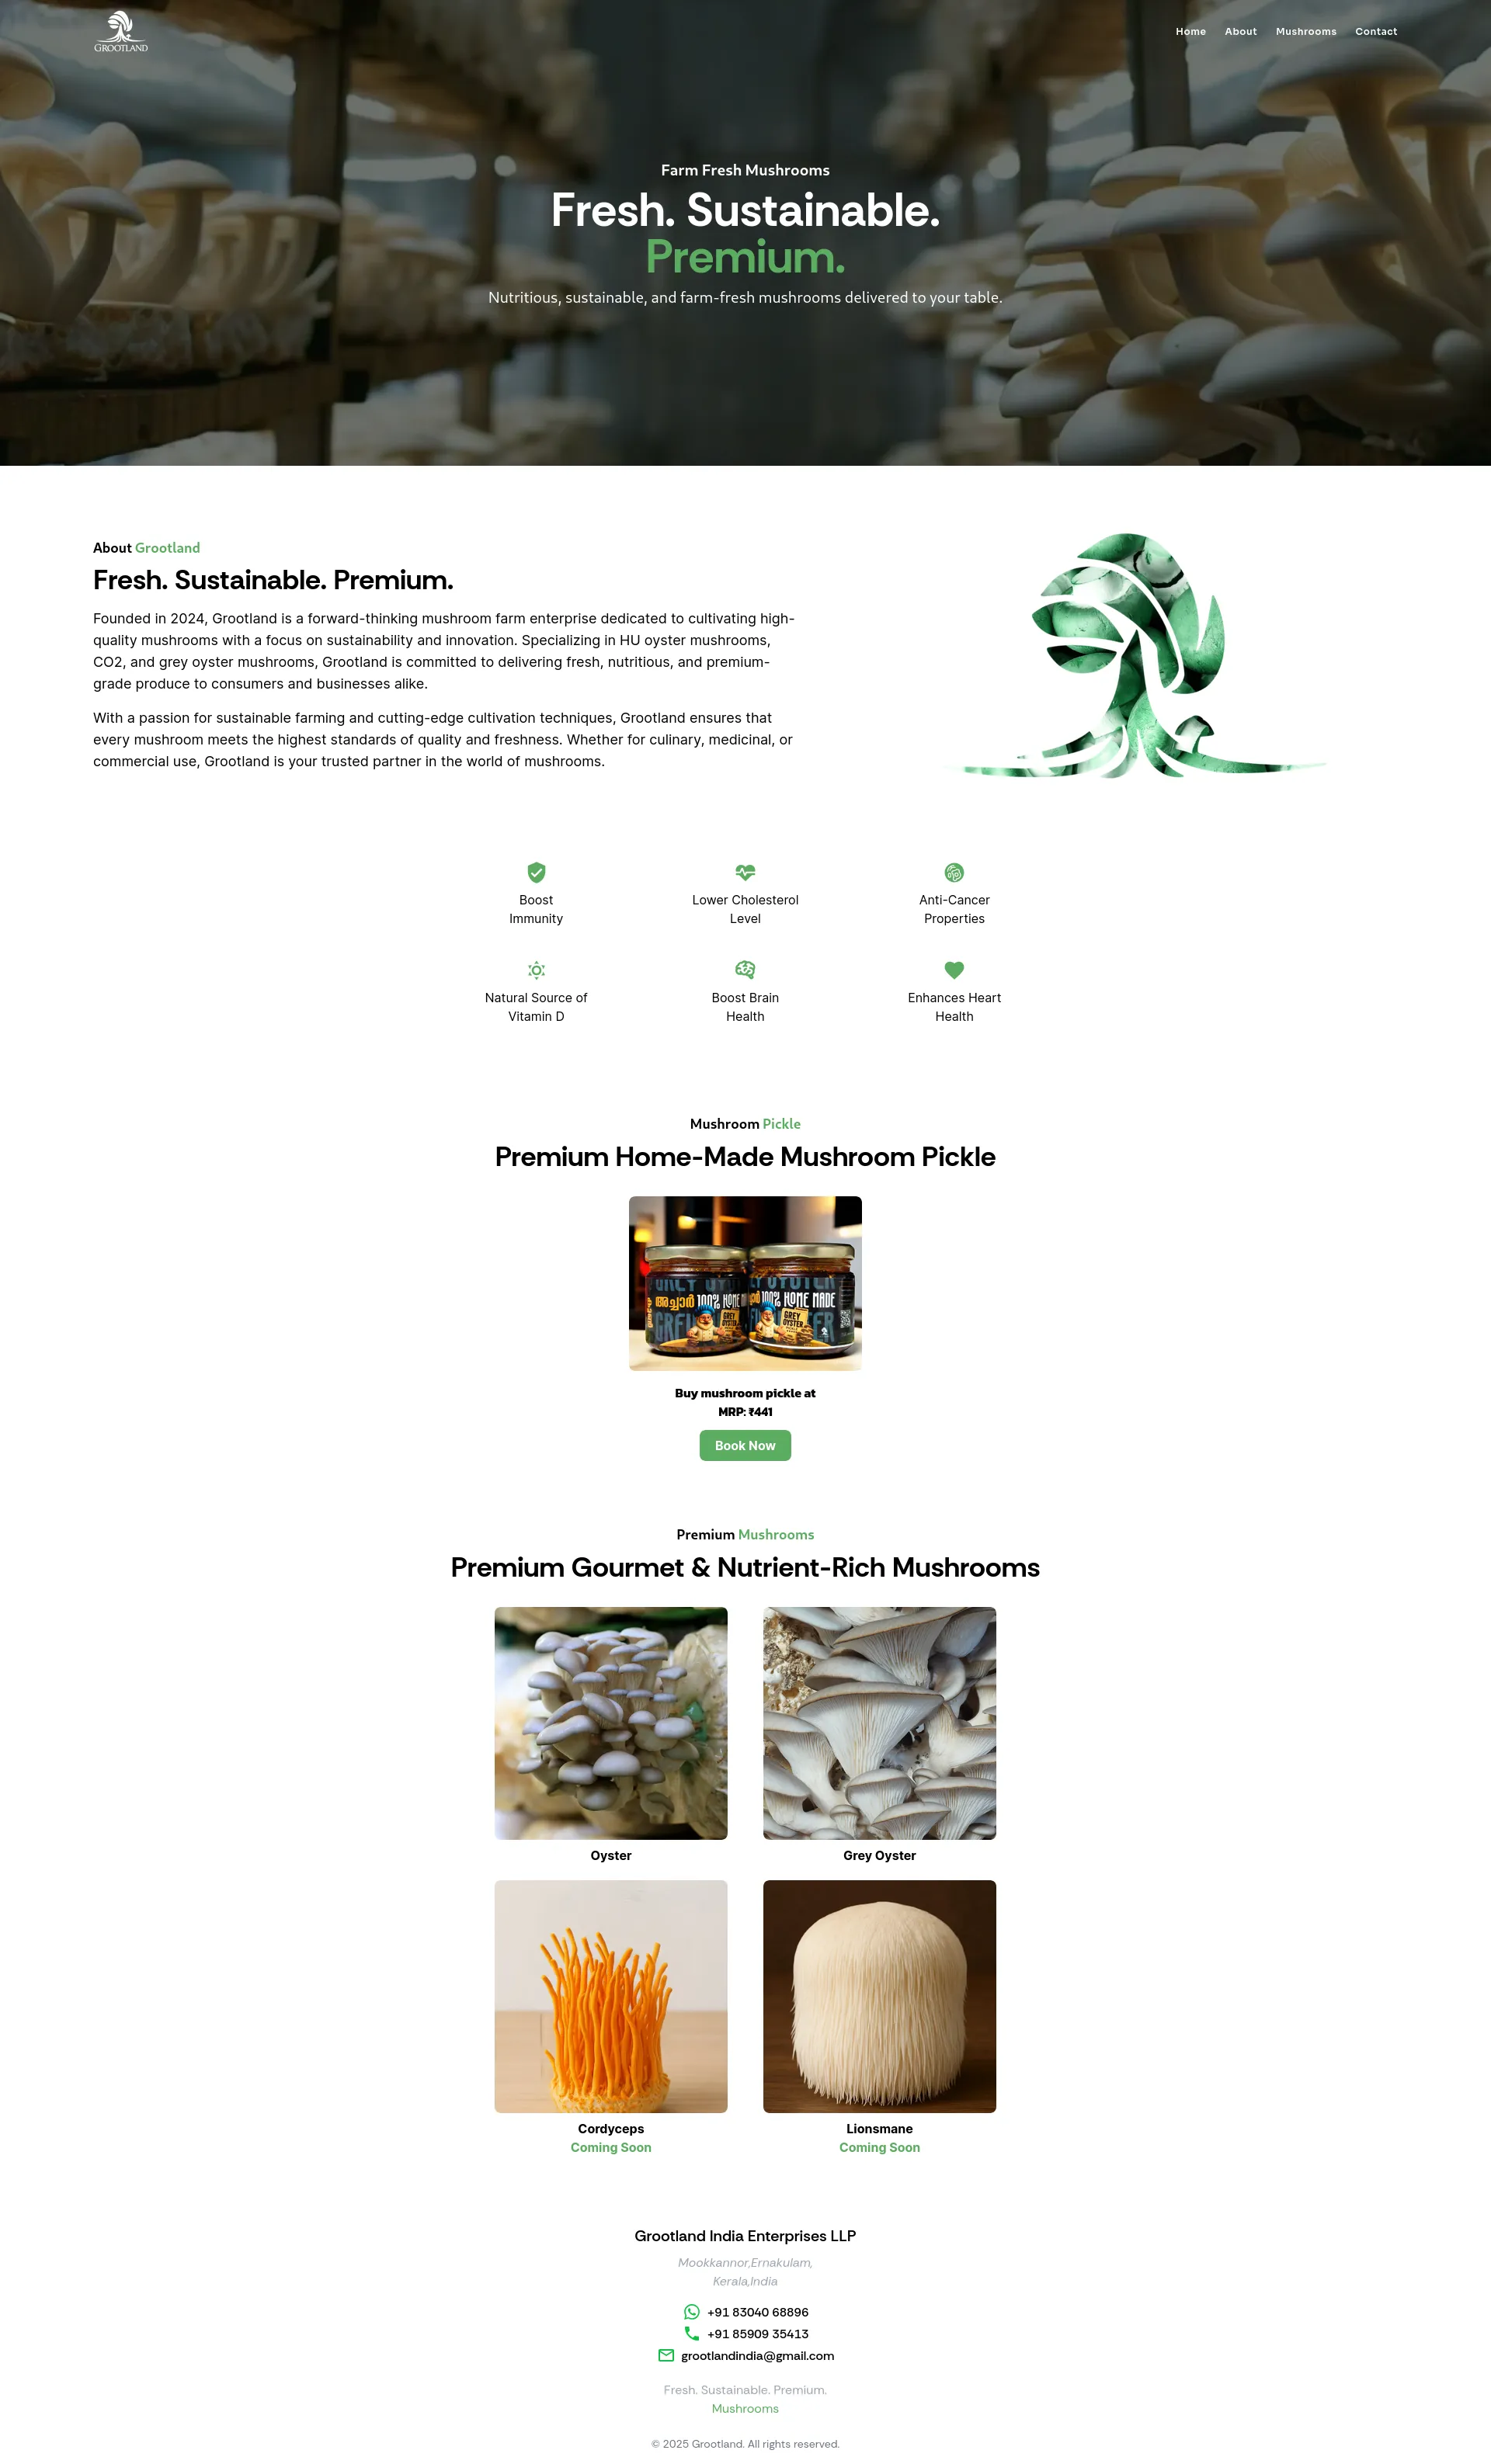 GROOTLAND
Home About Mushrooms Contact
Farm Fresh Mushrooms
Fresh. Sustainable.
Premium.
Nutritious, sustainable, and farm-fresh mushrooms delivered to your table.
About Grootland
Fresh. Sustainable. Premium.
Founded in 2024, Grootland is a forward-thinking mushroom farm enterprise dedicated to cultivating high-
quality mushrooms with a focus on sustainability and innovation. Specializing in HU oyster mushrooms,
CO2, and grey oyster mushrooms, Grootland is committed to delivering fresh, nutritious, and premium-
grade produce to consumers and businesses alike.
With a passion for sustainable farming and cutting-edge cultivation techniques, Grootland ensures that
every mushroom meets the highest standards of quality and freshness. Whether for culinary, medicinal, or
commercial use, Grootland is your trusted partner in the world of mushrooms.
Boost
Immunity
Lower Cholesterol
Level
Anti-Cancer
Properties
Natural Source of
Vitamin D
Boost Brain
Health
Enhances Heart
Health
Mushroom Pickle
Premium Home-Made Mushroom Pickle
GREY OYSTER
അച്ചാർ 100% HOME MADE
GREY
OYSTER
100% HOME MADE
GREY
OYSTER
Buy mushroom pickle at
MRP: ₹441
Book Now
Premium Mushrooms
Premium Gourmet & Nutrient-Rich Mushrooms
Oyster
Grey Oyster
Cordyceps
Coming Soon
Lionsmane
Coming Soon
Grootland India Enterprises LLP
Mookkannor,Ernakulam,
Kerala,India
+91 83040 68896
+91 85909 35413
grootlandindia@gmail.com
Fresh. Sustainable. Premium.
Mushrooms
© 2025 Grootland. All rights reserved.